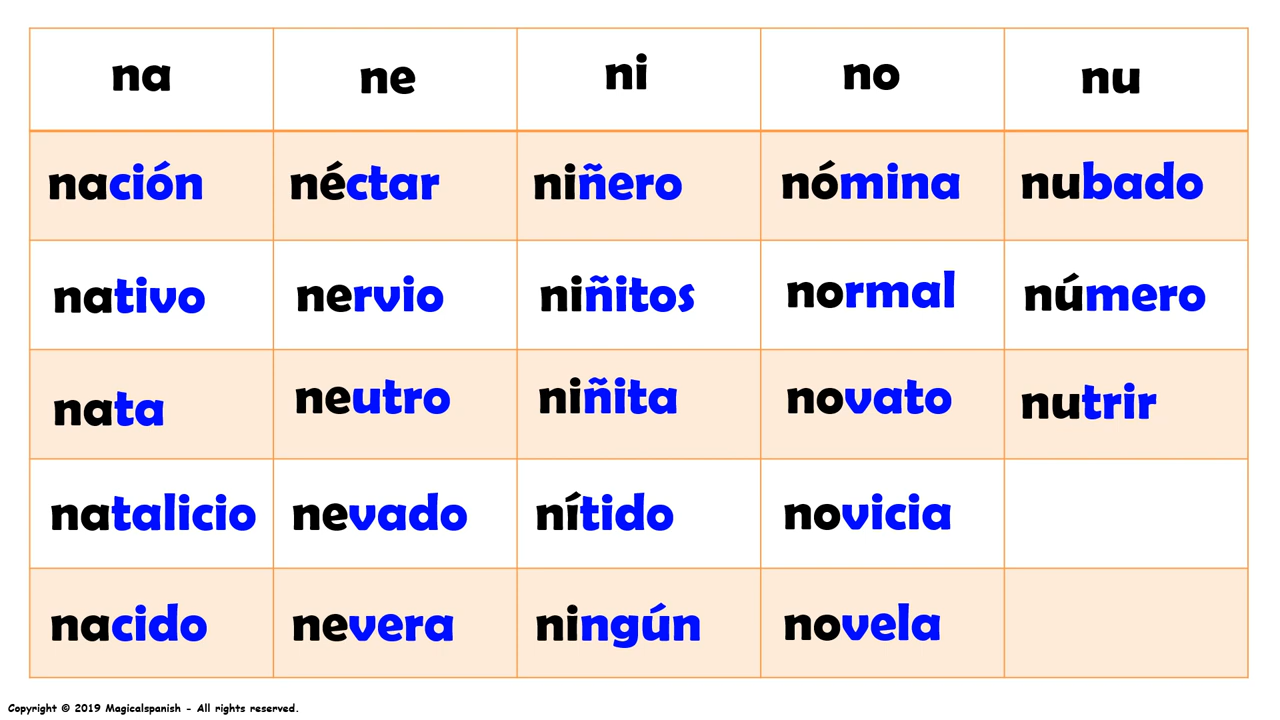 na ne ni no nu
nación néctar niñero nómina nubado
nativo nervio niñitos normal número
nata neutro niñita novato nutrir
natalicio nevado nítido novicia
nacido nevera ningún novela
Copyright © 2019 Magicalspanish - All rights reserved.